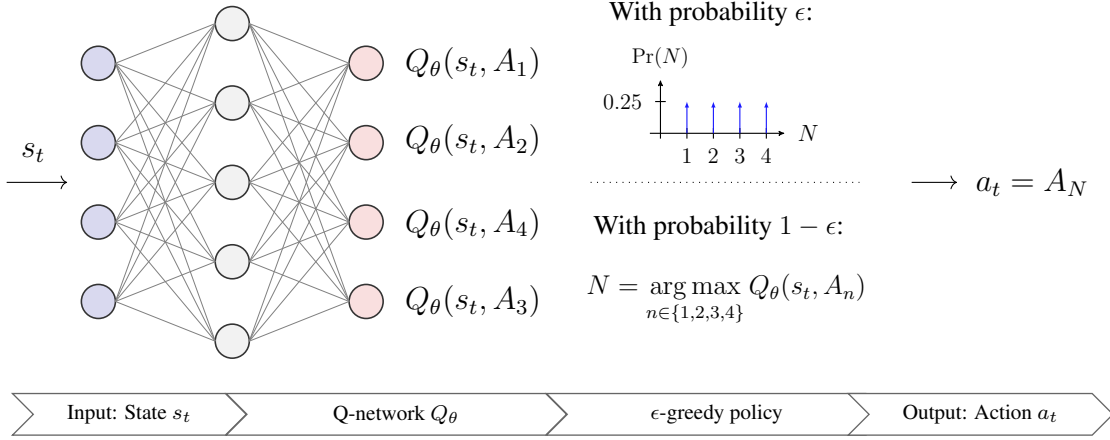 s_t
Q_θ(s_t, A_1)
Q_θ(s_t, A_2)
Q_θ(s_t, A_4)
Q_θ(s_t, A_3)
With probability ϵ:
Pr(N)
0.25
N
1 2 3 4
With probability 1 − ϵ:
N = arg max Q_θ(s_t, A_n)
n∈{1,2,3,4}
a_t = A_N
Input: State s_t
Q-network Q_θ
ϵ-greedy policy
Output: Action a_t